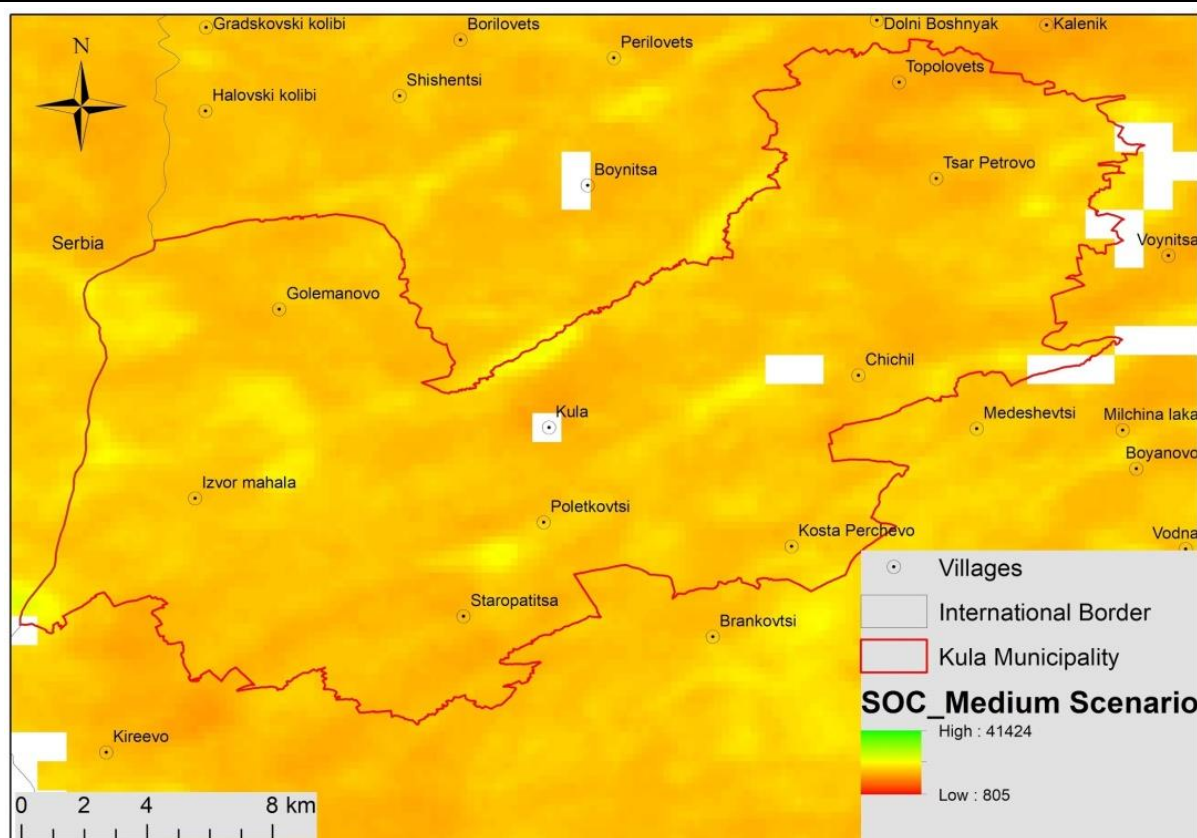 Gradskovski kolibi
Borilovets
Dolni Boshnyak
Kalenik
N
Perilovets
Topolovets
Shishentsi
Halovski kolibi
Tsar Petrovo
Boynitsa
Serbia
Voynitsa
Golemanovo
Chichil
Kula
Medeshevtsi
Milchina laka
Boyanovo
Izvor mahala
Poletkovtsi
Kosta Perchevo
Vodna
Villages
Staropatitsa
International Border
Brankovtsi
Kula Municipality
SOC_Medium Scenario
High : 41424
Kireevo
Low : 805
0 2 4 8 km